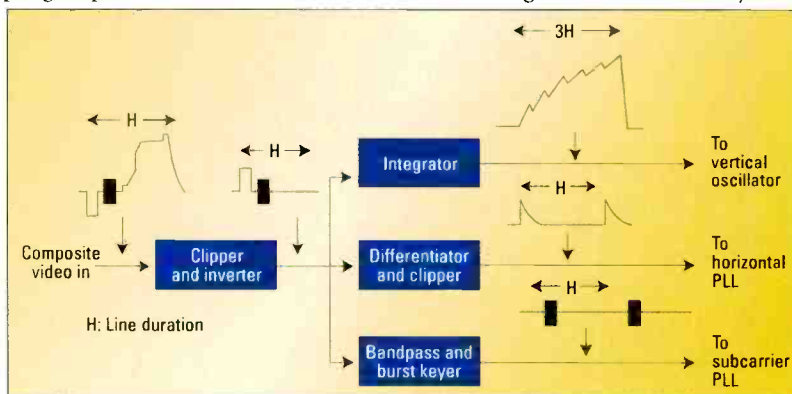 3H
H
H
Integrator
To
vertical
oscillator
H
Composite
video in
Clipper
and inverter
Differentiator
and clipper
To
horizontal
PLL
H
H: Line duration
Bandpass and
burst keyer
To
subcarrier
PLL